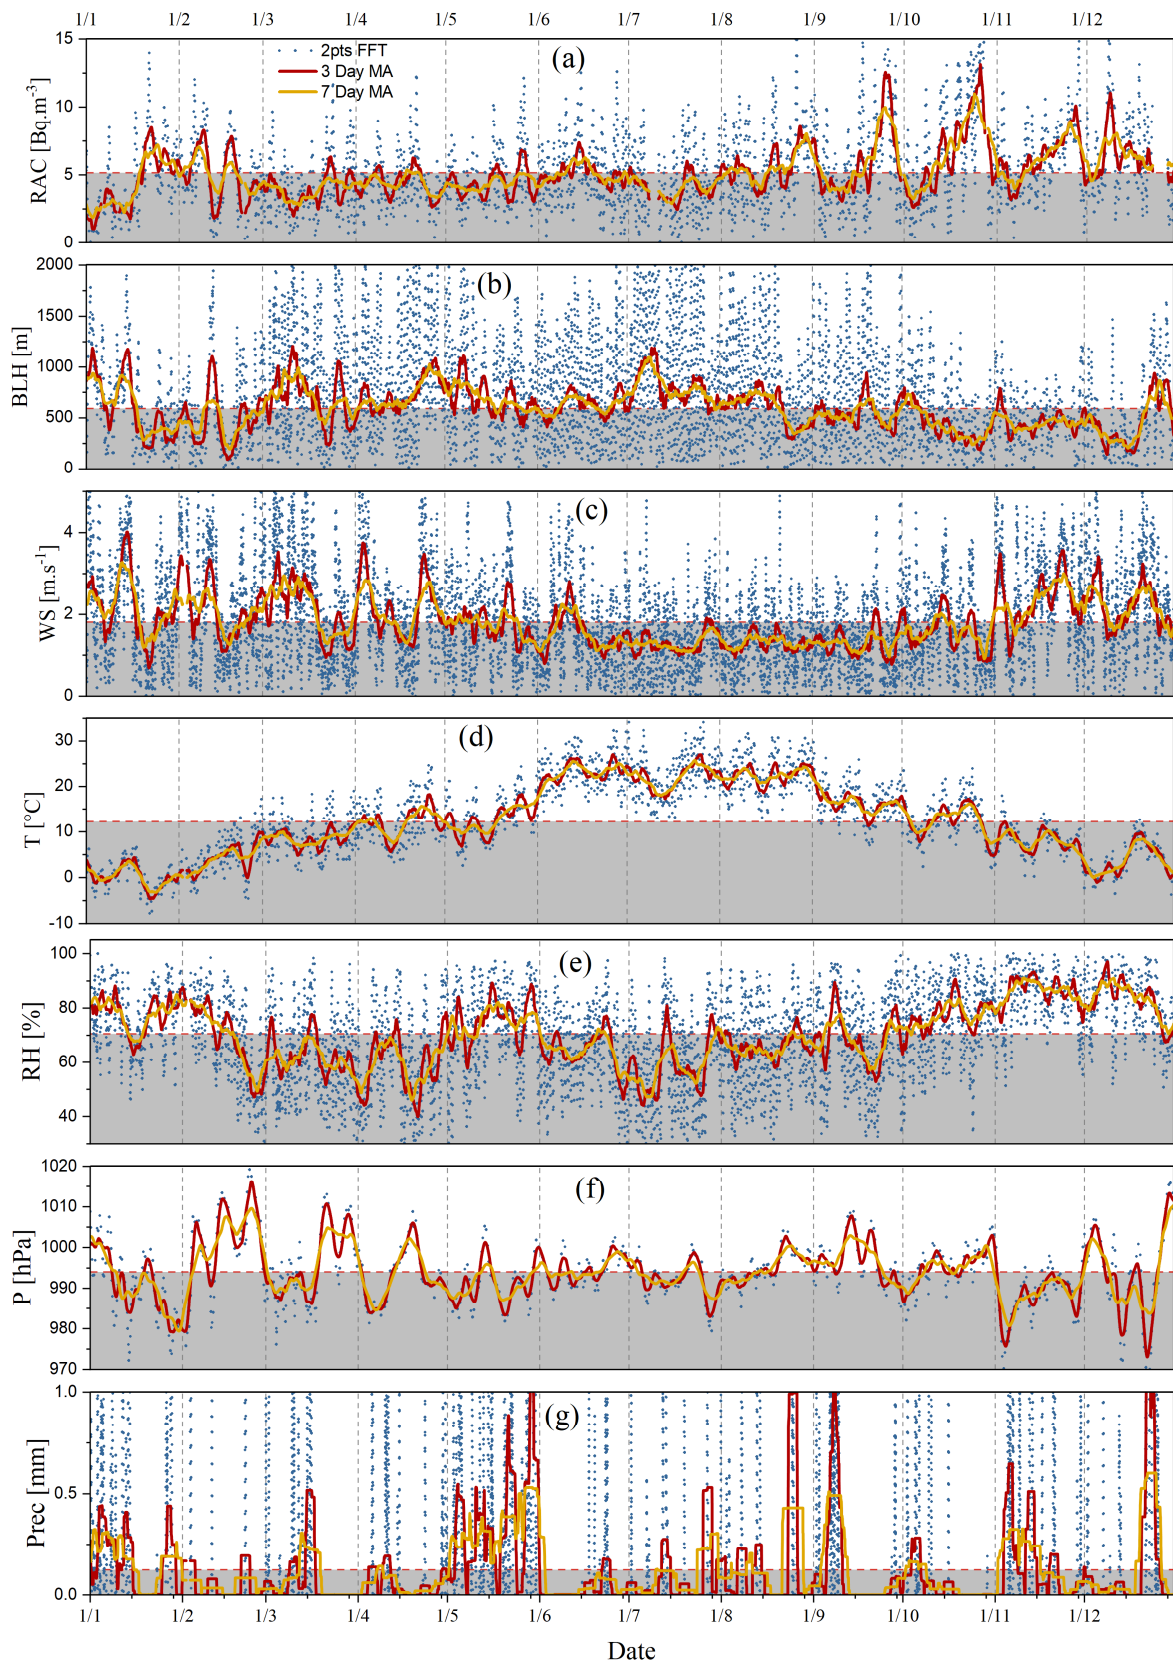 1/1 1/2 1/3 1/4 1/5 1/6 1/7 1/8 1/9 1/10 1/11 1/12
RAC [Bq.m-3]
15
10
5
0
(a)
2pts FFT
3 Day MA
7 Day MA
BLH [m]
2000
1500
1000
500
0
(b)
WS [m.s-1]
4
2
0
(c)
T [°C]
30
20
10
0
-10
(d)
RH [%]
100
80
60
40
(e)
P [hPa]
1020
1010
1000
990
980
970
(f)
Prec [mm]
1.0
0.5
0.0
(g)
1/1 1/2 1/3 1/4 1/5 1/6 1/7 1/8 1/9 1/10 1/11 1/12
Date